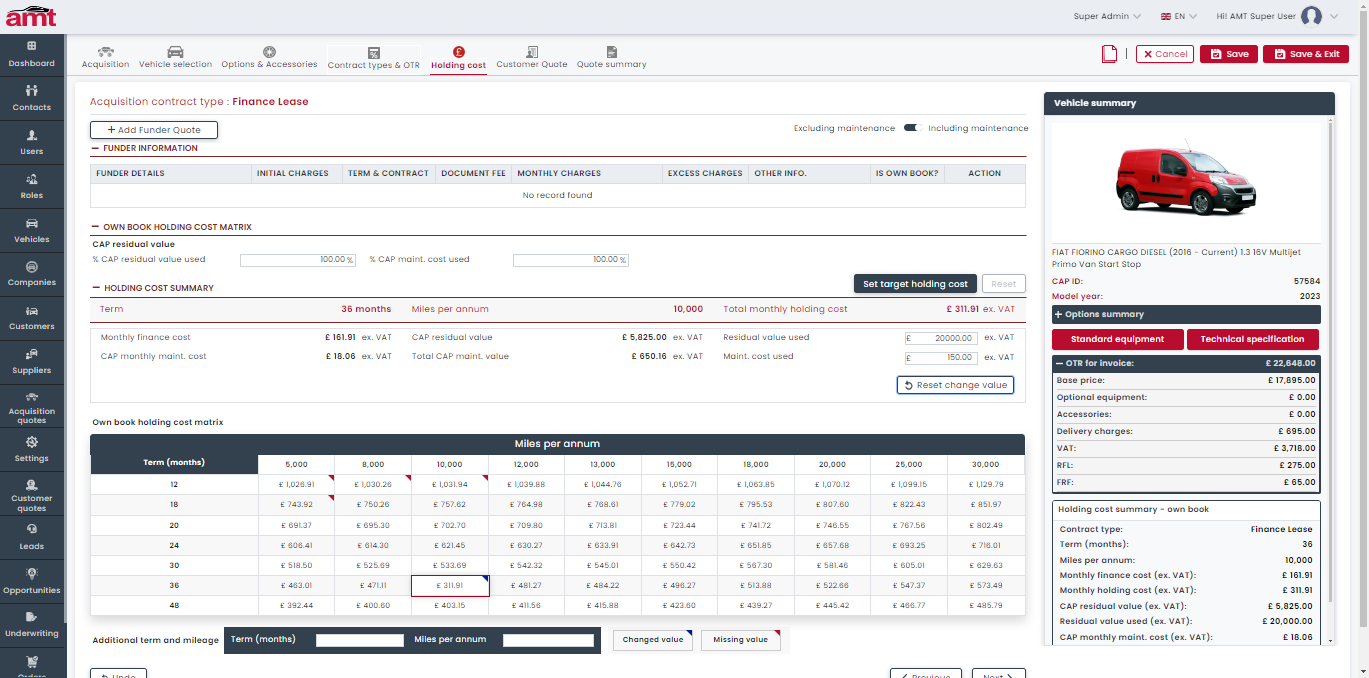 amt
Super Admin
EN
Hi! AMT Super User
Dashboard
Contacts
Users
Roles
Vehicles
Companies
Customers
Suppliers
Acquisition
quotes
Settings
Customer
quotes
Leads
Opportunities
Underwriting
Orders
Acquisition
Vehicle selection
Options & Accessories
Contract types & OTR
Holding cost
Customer Quote
Quote summary
Cancel
Save
Save & Exit
Acquisition contract type : Finance Lease
+ Add Funder Quote
Excluding maintenance
Including maintenance
FUNDER INFORMATION
FUNDER DETAILS INITIAL CHARGES TERM & CONTRACT DOCUMENT FEE MONTHLY CHARGES EXCESS CHARGES OTHER INFO. IS OWN BOOK? ACTION
No record found
OWN BOOK HOLDING COST MATRIX
CAP residual value
% CAP residual value used 100.00 % % CAP maint. cost used 100.00 %
Set target holding cost
Reset
HOLDING COST SUMMARY
Term 36 months Miles per annum 10,000 Total monthly holding cost £ 311.91 ex. VAT
Monthly finance cost £ 161.91 ex. VAT CAP residual value £ 5,825.00 ex. VAT Residual value used £ 20000.00 ex. VAT
CAP monthly maint. cost £ 18.06 ex. VAT Total CAP maint. value £ 650.16 ex. VAT Maint. cost used £ 150.00 ex. VAT
Reset change value
Own book holding cost matrix
Miles per annum
Term (months) 5,000 8,000 10,000 12,000 13,000 15,000 18,000 20,000 25,000 30,000
12 £ 1,026.91 £ 1,030.26 £ 1,031.94 £ 1,039.88 £ 1,044.76 £ 1,052.71 £ 1,063.85 £ 1,070.12 £ 1,099.15 £ 1,129.79
18 £ 743.92 £ 750.26 £ 757.62 £ 764.98 £ 768.61 £ 779.02 £ 795.53 £ 807.60 £ 822.43 £ 851.97
20 £ 691.37 £ 695.30 £ 702.70 £ 709.80 £ 713.81 £ 723.44 £ 741.72 £ 746.55 £ 767.56 £ 802.49
24 £ 606.41 £ 614.30 £ 621.45 £ 630.27 £ 633.91 £ 642.73 £ 651.85 £ 657.68 £ 693.25 £ 716.01
30 £ 518.50 £ 525.69 £ 533.69 £ 542.32 £ 545.01 £ 550.42 £ 567.30 £ 581.46 £ 605.01 £ 629.63
36 £ 463.01 £ 471.11 £ 311.91 £ 481.27 £ 484.22 £ 496.27 £ 513.88 £ 522.66 £ 547.37 £ 573.49
48 £ 392.44 £ 400.60 £ 403.15 £ 411.56 £ 415.88 £ 423.60 £ 439.27 £ 445.42 £ 466.77 £ 485.79
Additional term and mileage Term (months) Miles per annum Changed value Missing value
Undo
Previous
Next
Vehicle summary
FIAT FIORINO CARGO DIESEL (2016 - Current) 1.3 16V Multijet
Primo Van Start Stop
CAP ID: 57584
Model year: 2023
+ Options summary
Standard equipment
Technical specification
OTR for invoice: £ 22,648.00
Base price: £ 17,895.00
Optional equipment: £ 0.00
Accessories: £ 0.00
Delivery charges: £ 695.00
VAT: £ 3,718.00
RFL: £ 275.00
FRF: £ 65.00
Holding cost summary - own book
Contract type: Finance Lease
Term (months): 36
Miles per annum: 10,000
Monthly finance cost (ex. VAT): £ 161.91
Monthly holding cost (ex. VAT): £ 311.91
CAP residual value (ex. VAT): £ 5,825.00
Residual value used (ex. VAT): £ 20,000.00
CAP monthly maint. cost (ex. VAT): £ 18.06